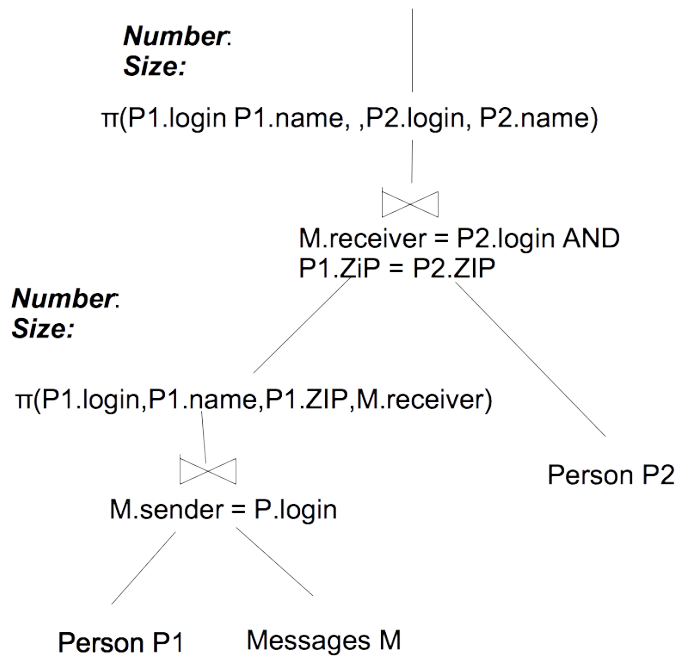 Number:
Size:
π(P1.login P1.name, ,P2.login, P2.name)
M.receiver = P2.login AND
P1.ZiP = P2.ZIP
Number:
Size:
π(P1.login,P1.name,P1.ZIP,M.receiver)
Person P2
M.sender = P.login
Person P1
Messages M